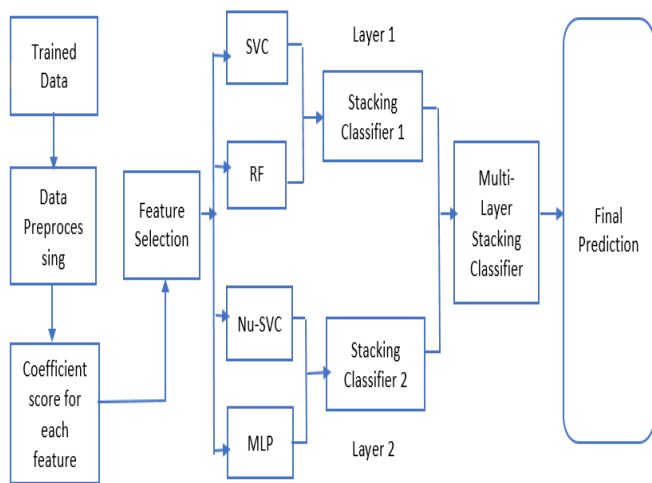 Trained
Data
Data
Preproces
sing
Coefficient
score for
each
feature
Feature
Selection
SVC
RF
Nu-SVC
MLP
Layer 1
Stacking
Classifier 1
Stacking
Classifier 2
Layer 2
Multi-
Layer
Stacking
Classifier
Final
Prediction